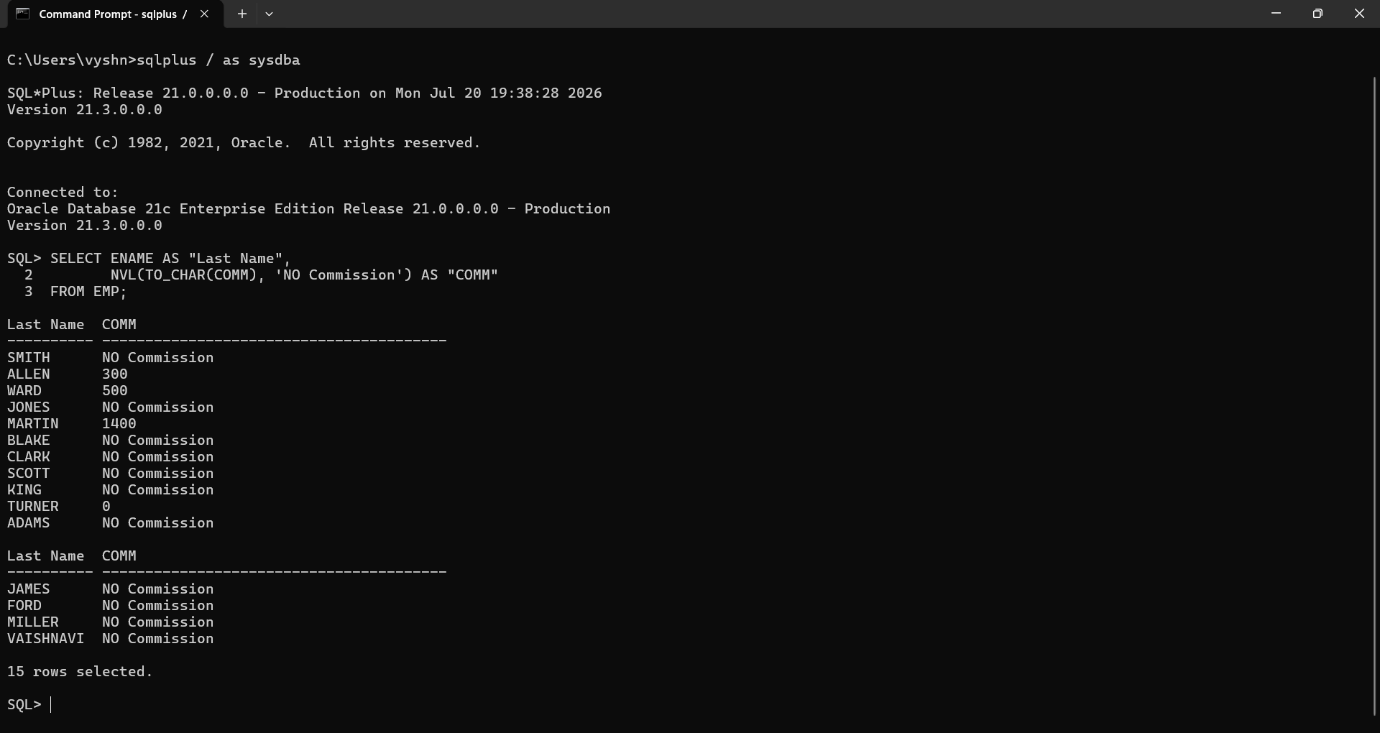 Command Prompt - sqlplus /
C:\Users\vyshn>sqlplus / as sysdba
SQL*Plus: Release 21.0.0.0.0 - Production on Mon Jul 20 19:38:28 2026
Version 21.3.0.0.0
Copyright (c) 1982, 2021, Oracle.  All rights reserved.
Connected to:
Oracle Database 21c Enterprise Edition Release 21.0.0.0.0 - Production
Version 21.3.0.0.0
SQL> SELECT ENAME AS "Last Name",
  2         NVL(TO_CHAR(COMM), 'NO Commission') AS "COMM"
  3  FROM EMP;
Last Name  COMM
---------- ----------------------------------------
SMITH      NO Commission
ALLEN      300
WARD       500
JONES      NO Commission
MARTIN     1400
BLAKE      NO Commission
CLARK      NO Commission
SCOTT      NO Commission
KING       NO Commission
TURNER     0
ADAMS      NO Commission
Last Name  COMM
---------- ----------------------------------------
JAMES      NO Commission
FORD       NO Commission
MILLER     NO Commission
VAISHNAVI  NO Commission
15 rows selected.
SQL>